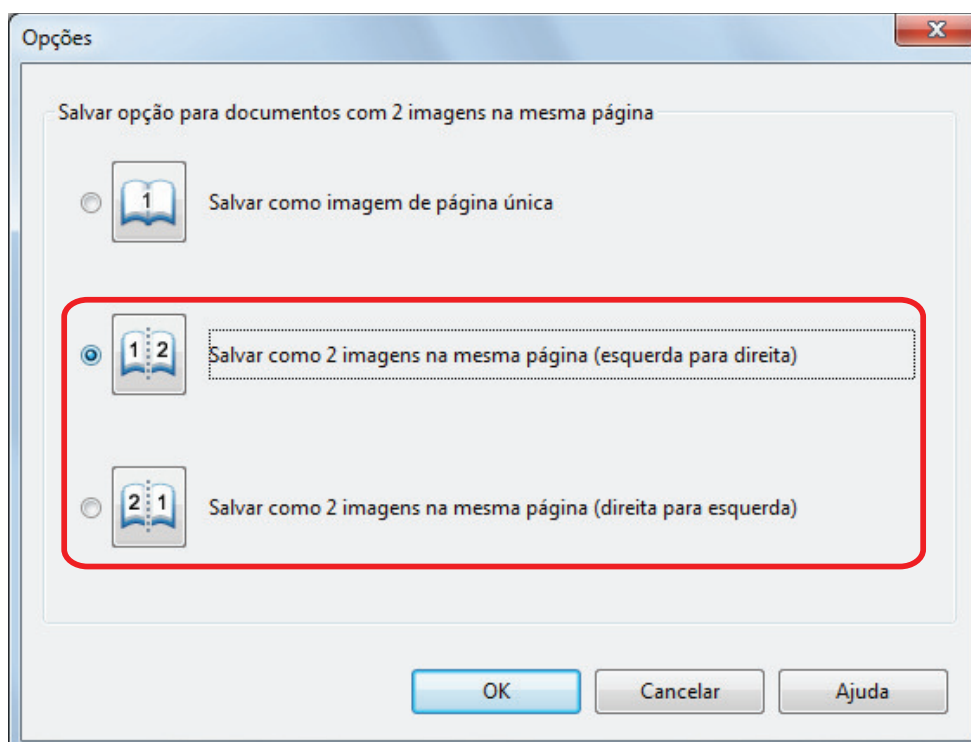 Opções
Salvar opção para documentos com 2 imagens na mesma página
1
Salvar como imagem de página única
1 2
Salvar como 2 imagens na mesma página (esquerda para direita)
2 1
Salvar como 2 imagens na mesma página (direita para esquerda)
OK
Cancelar
Ajuda